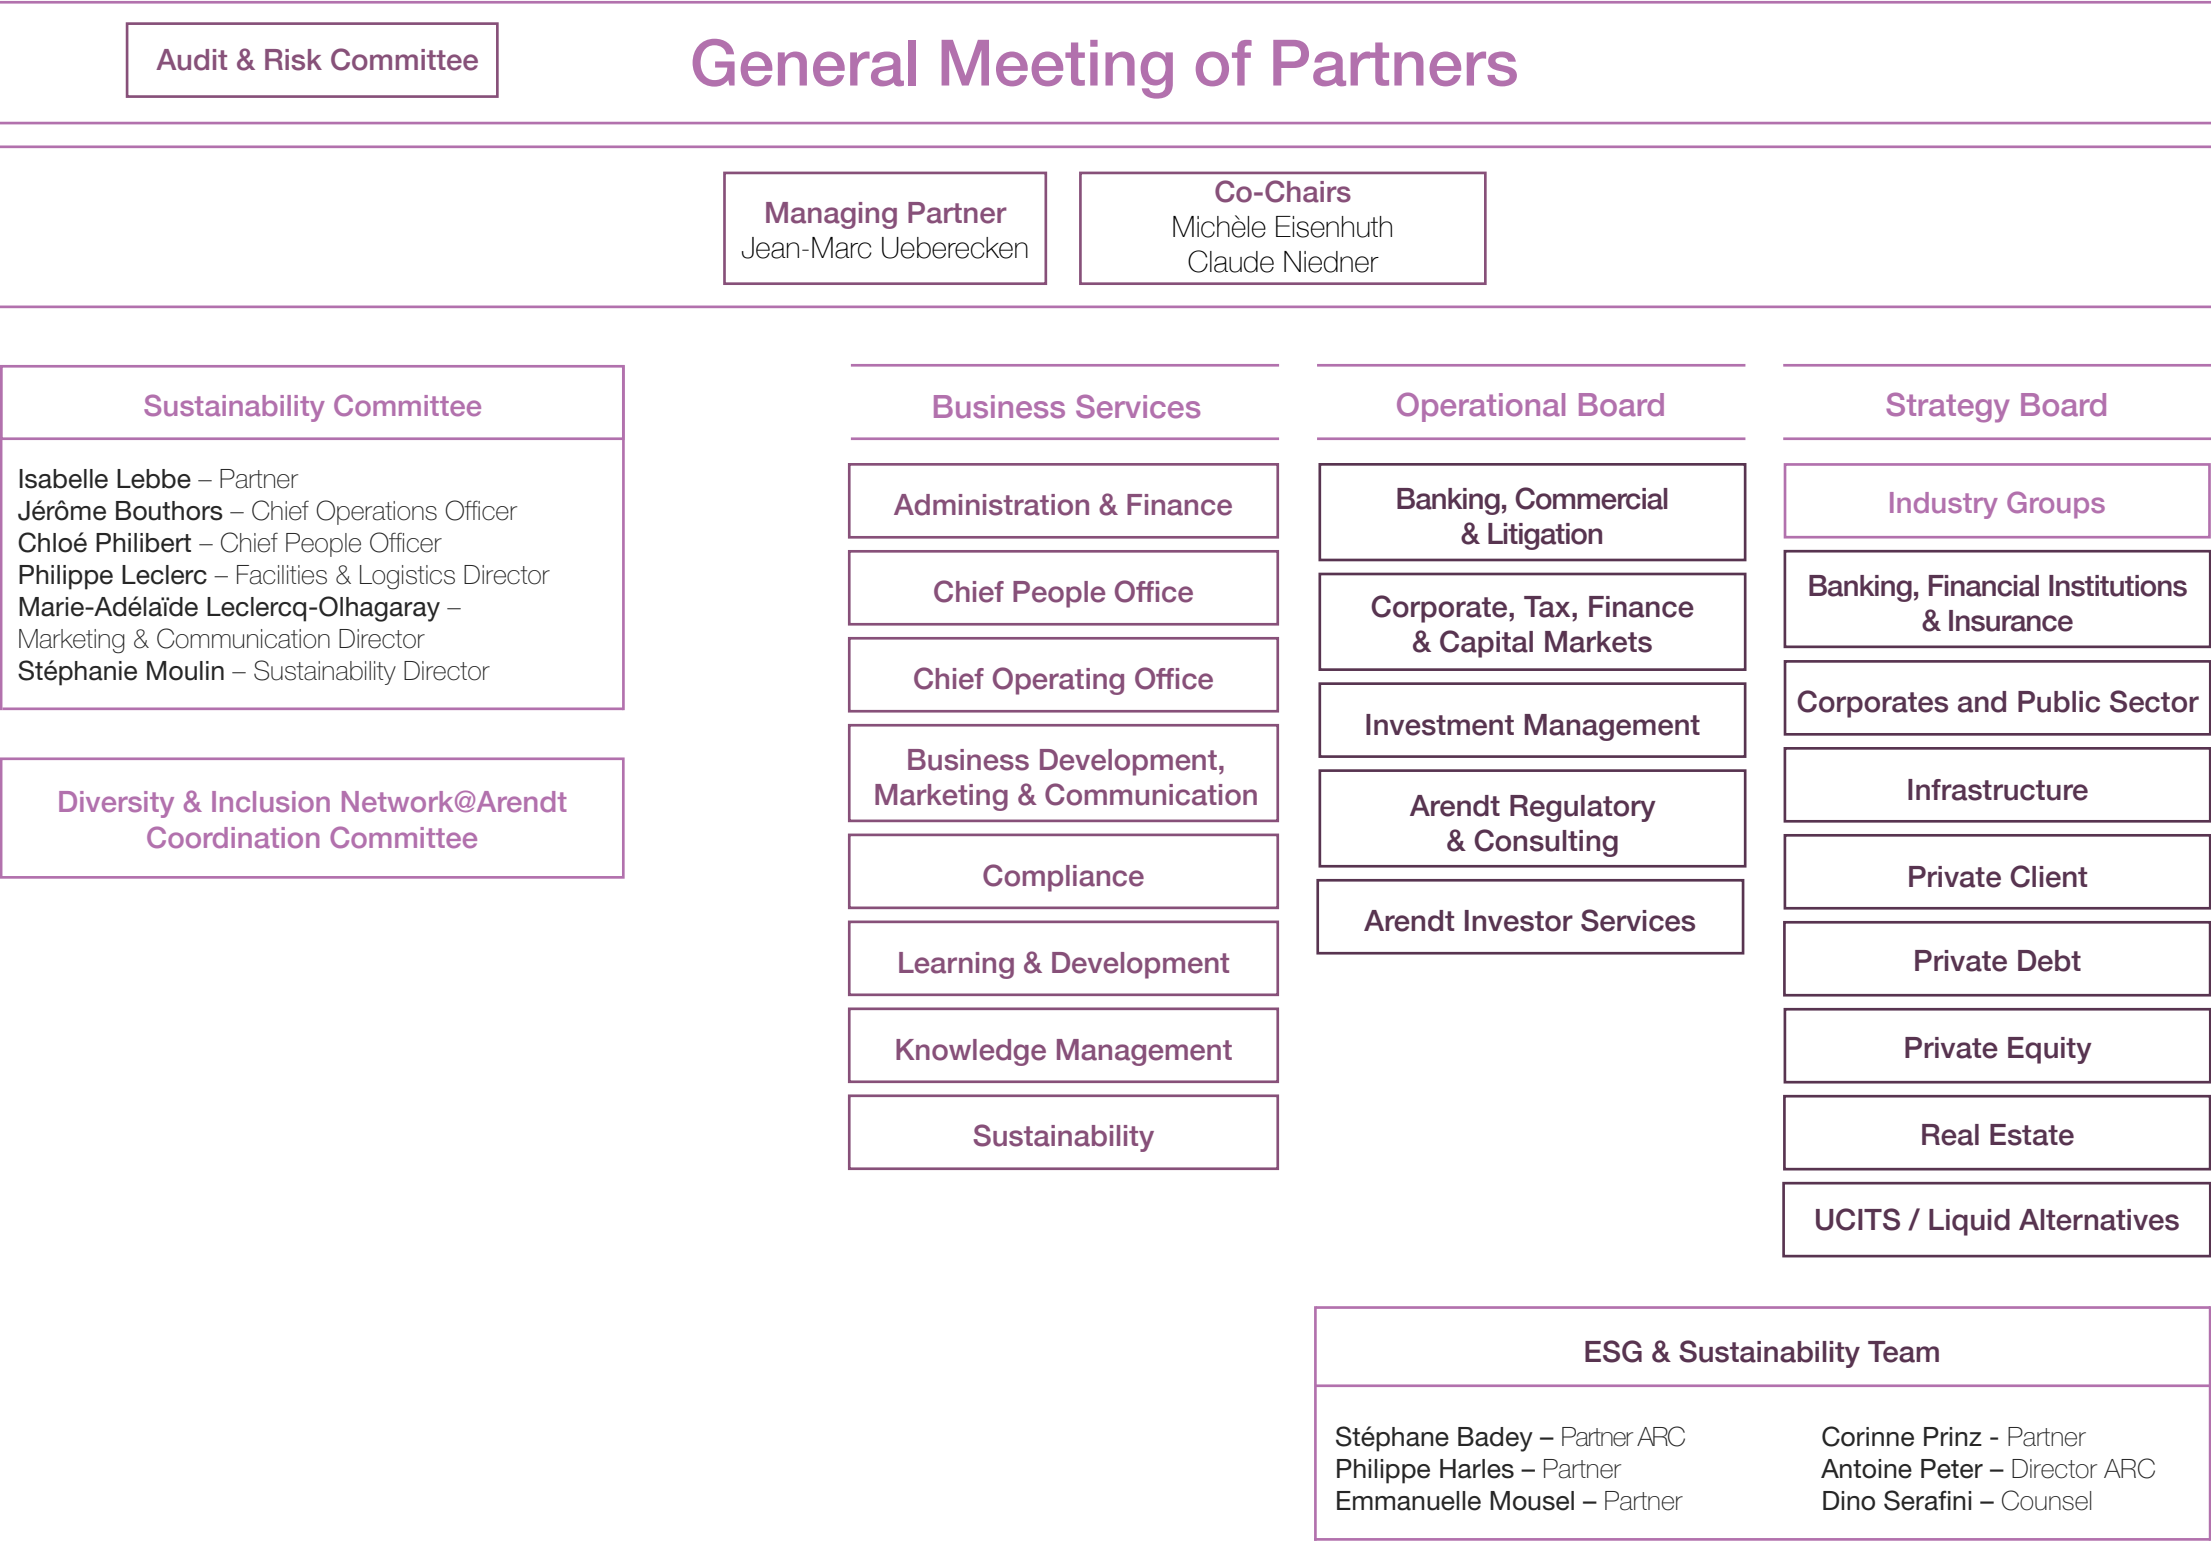 Audit & Risk Committee
General Meeting of Partners
Managing Partner
Jean-Marc Ueberecken
Co-Chairs
Michèle Eisenhuth
Claude Niedner
Sustainability Committee
Isabelle Lebbe – Partner
Jérôme Bouthors – Chief Operations Officer
Chloé Philibert – Chief People Officer
Philippe Leclerc – Facilities & Logistics Director
Marie-Adélaïde Leclercq-Olhagaray –
Marketing & Communication Director
Stéphanie Moulin – Sustainability Director
Diversity & Inclusion Network@Arendt
Coordination Committee
Business Services
Administration & Finance
Chief People Office
Chief Operating Office
Business Development,
Marketing & Communication
Compliance
Learning & Development
Knowledge Management
Sustainability
Operational Board
Banking, Commercial
& Litigation
Corporate, Tax, Finance
& Capital Markets
Investment Management
Arendt Regulatory
& Consulting
Arendt Investor Services
Strategy Board
Industry Groups
Banking, Financial Institutions
& Insurance
Corporates and Public Sector
Infrastructure
Private Client
Private Debt
Private Equity
Real Estate
UCITS / Liquid Alternatives
ESG & Sustainability Team
Stéphane Badey – Partner ARC
Philippe Harles – Partner
Emmanuelle Mousel – Partner
Corinne Prinz - Partner
Antoine Peter – Director ARC
Dino Serafini – Counsel